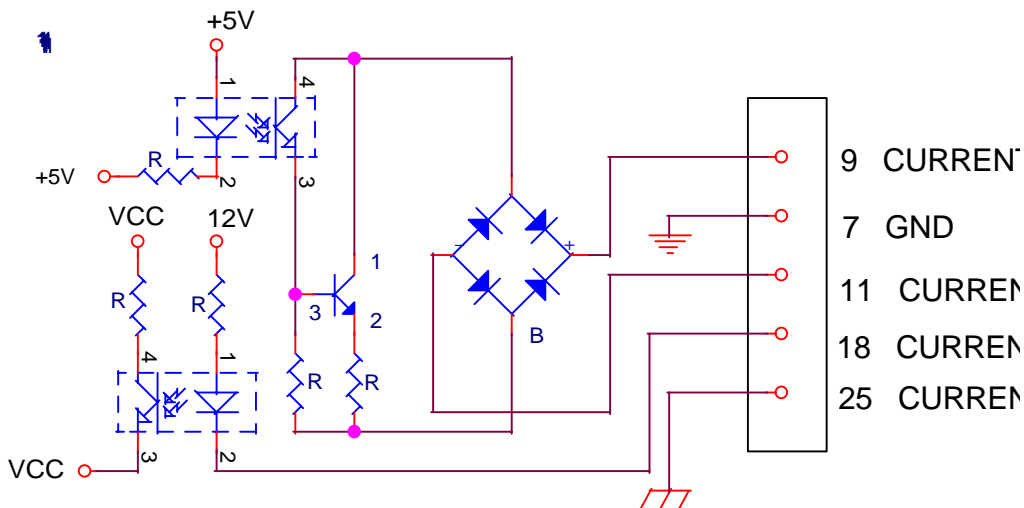 +5V
1
4
R
+5V
2
3
9 CURRENT
VCC
12V
7 GND
- +
1
R
R
3
2
11 CURREN
B
4
1
R
R
18 CURREN
25 CURREN
VCC
3
2